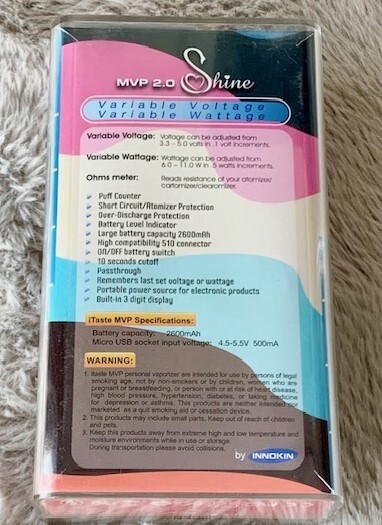 MVP 2.0 Shine
Variable Voltage
Variable Wattage
Variable Voltage: Voltage can be adjusted from
3.3 - 5.0 volts in .1 volt increments.
Variable Wattage: Wattage can be adjusted from
6.0 - 11.0 W in .5 watts increments.
Ohms meter: Reads resistance of your atomizer/
cartomizer/clearomizer.
Puff Counter
Short Circuit/Atomizer Protection
Over-Discharge Protection
Battery Level Indicator
Large battery capacity 2600mAh
High compatibility 510 connector
ON/OFF battery switch
10 seconds cutoff
Passthrough
Remembers last set voltage or wattage
Portable power source for electronic products
Built-in 3 digit display
iTaste MVP Specifications:
Battery capacity: 2600mAh
Micro USB socket input voltage: 4.5-5.5V 500mA
WARNING:
1. Itaste MVP personal vaporizer are intended for use by persons of legal
smoking age, not by non-smokers or by children, women who are
pregnant or breastfeeding, or person with or at risk of heart disease,
high blood pressure, hypertension, diabetes, or taking medicine
for depression or asthma. This products are neither intended nor
marketed as a quit smoking aid or cessation device.
2. This products may include small parts, Keep out of reach of children
and pets.
3. Keep this products away from extreme high and low temperature and
moisture environments while in use or storage.
During transportation please avoid collisions.
by INNOKIN